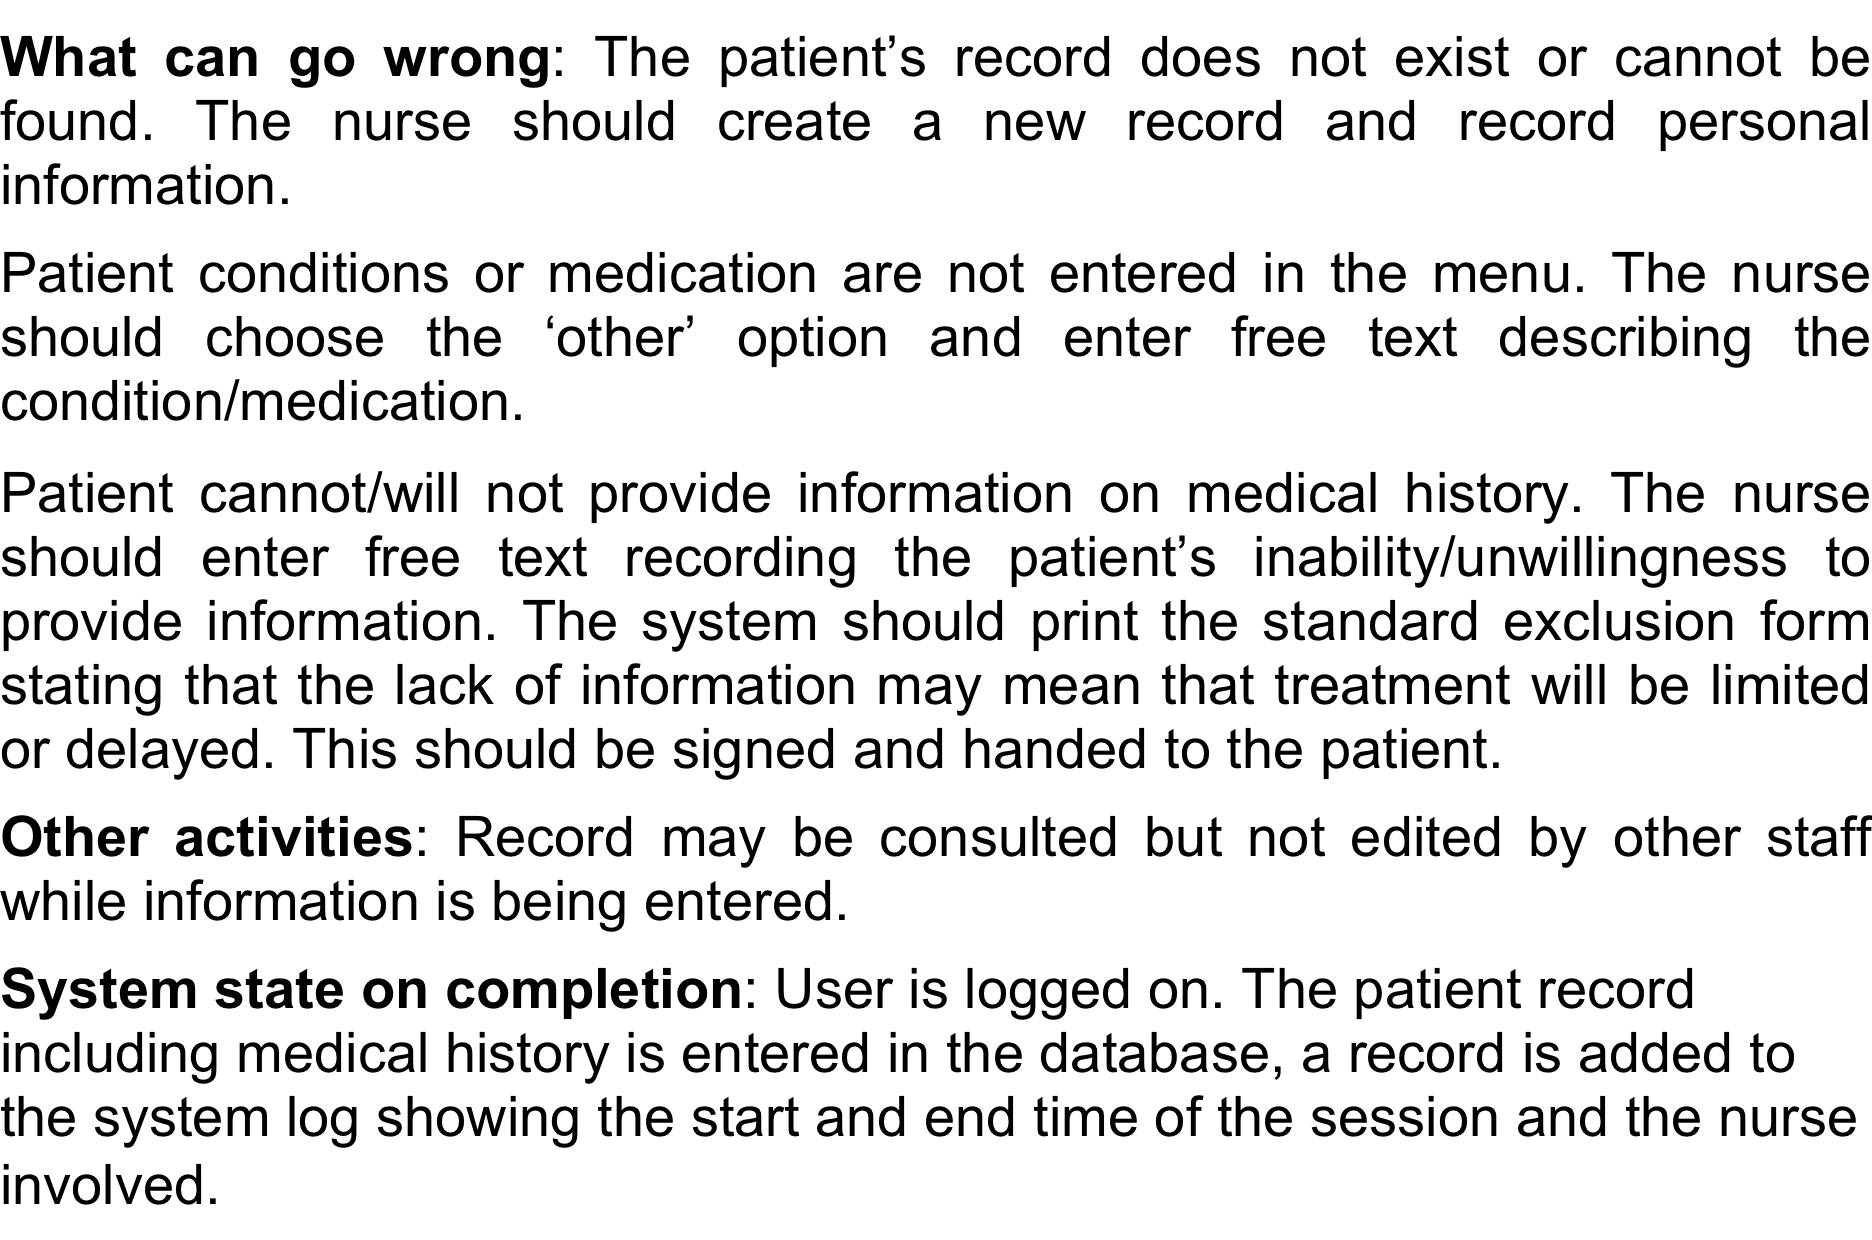 What can go wrong: The patient’s record does not exist or cannot be
found. The nurse should create a new record and record personal
information.
Patient conditions or medication are not entered in the menu. The nurse
should choose the ‘other’ option and enter free text describing the
condition/medication.
Patient cannot/will not provide information on medical history. The nurse
should enter free text recording the patient’s inability/unwillingness to
provide information. The system should print the standard exclusion form
stating that the lack of information may mean that treatment will be limited
or delayed. This should be signed and handed to the patient.
Other activities: Record may be consulted but not edited by other staff
while information is being entered.
System state on completion: User is logged on. The patient record
including medical history is entered in the database, a record is added to
the system log showing the start and end time of the session and the nurse
involved.